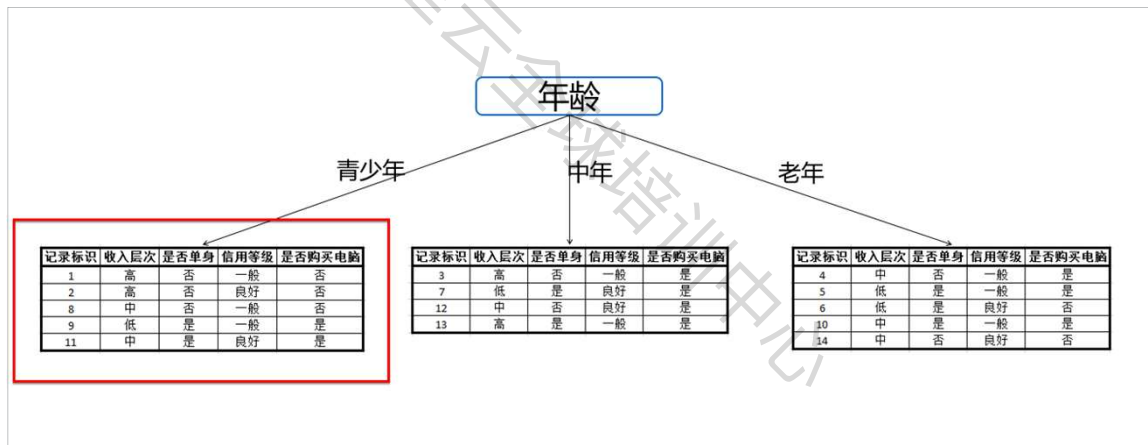 年龄
青少年
中年
老年
记录标识 收入层次 是否单身 信用等级 是否购买电脑
1 高 否 一般 否
2 高 否 良好 否
8 中 否 一般 否
9 低 是 一般 是
11 中 是 良好 是
记录标识 收入层次 是否单身 信用等级 是否购买电脑
3 高 否 一般 是
7 低 是 良好 是
12 中 否 良好 是
13 高 是 一般 是
记录标识 收入层次 是否单身 信用等级 是否购买电脑
4 中 否 一般 是
5 低 是 一般 是
6 低 是 良好 否
10 中 是 一般 是
14 中 否 良好 否
云全球培训中心